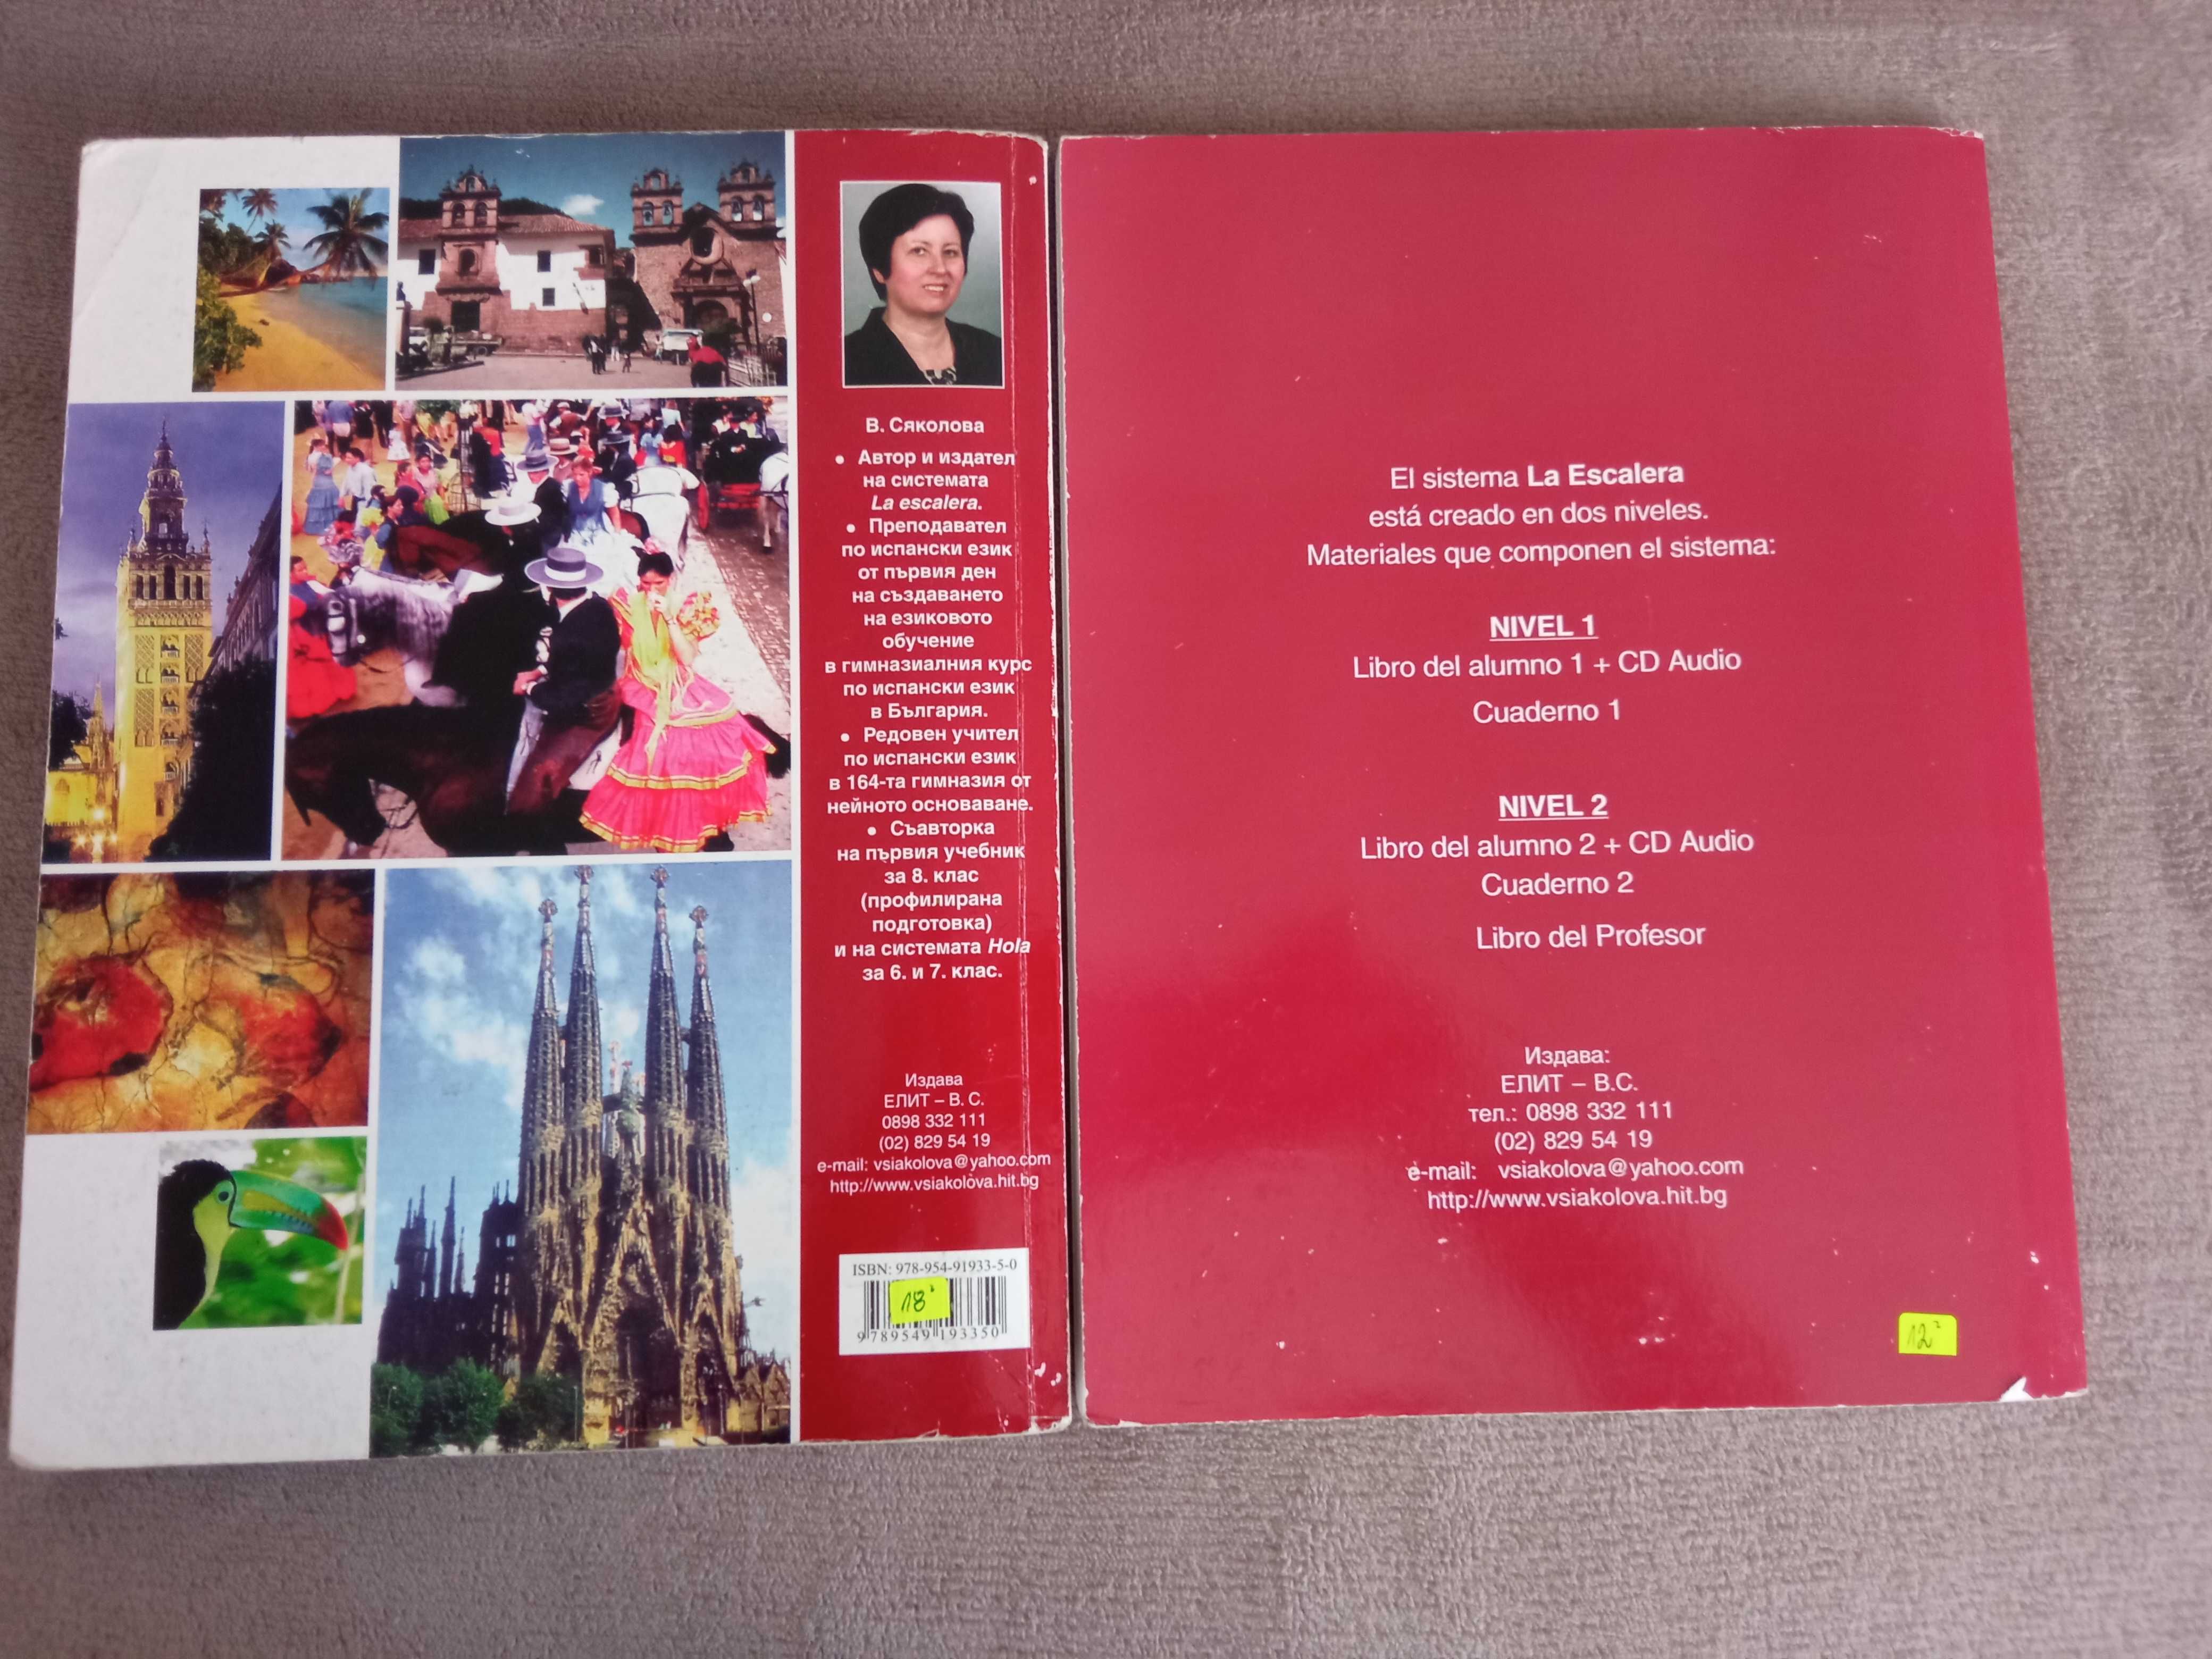 В. Сяколова
• Автор и издател
на системата
La escalera.
• Преподавател
по испански език
от първия ден
на създаването
на езиковото
обучение
в гимназиалния курс
по испански език
в България.
• Редовен учител
по испански език
в 164-та гимназия от
нейното основаване.
• Съавторка
на първия учебник
за 8. клас
(профилирана
подготовка)
и на системата Hola
за 6. и 7. клас.
Издава
ЕЛИТ – В. С.
0898 332 111
(02) 829 54 19
e-mail: vsiakolova@yahoo.com
http://www.vsiakolova.hit.bg
ISBN: 978-954-91933-5-0
18
9 789549 193350
El sistema La Escalera
está creado en dos niveles.
Materiales que componen el sistema:
NIVEL 1
Libro del alumno 1 + CD Audio
Cuaderno 1
NIVEL 2
Libro del alumno 2 + CD Audio
Cuaderno 2
Libro del Profesor
Издава:
ЕЛИТ – В.С.
тел.: 0898 332 111
(02) 829 54 19
e-mail: vsiakolova@yahoo.com
http://www.vsiakolova.hit.bg
12